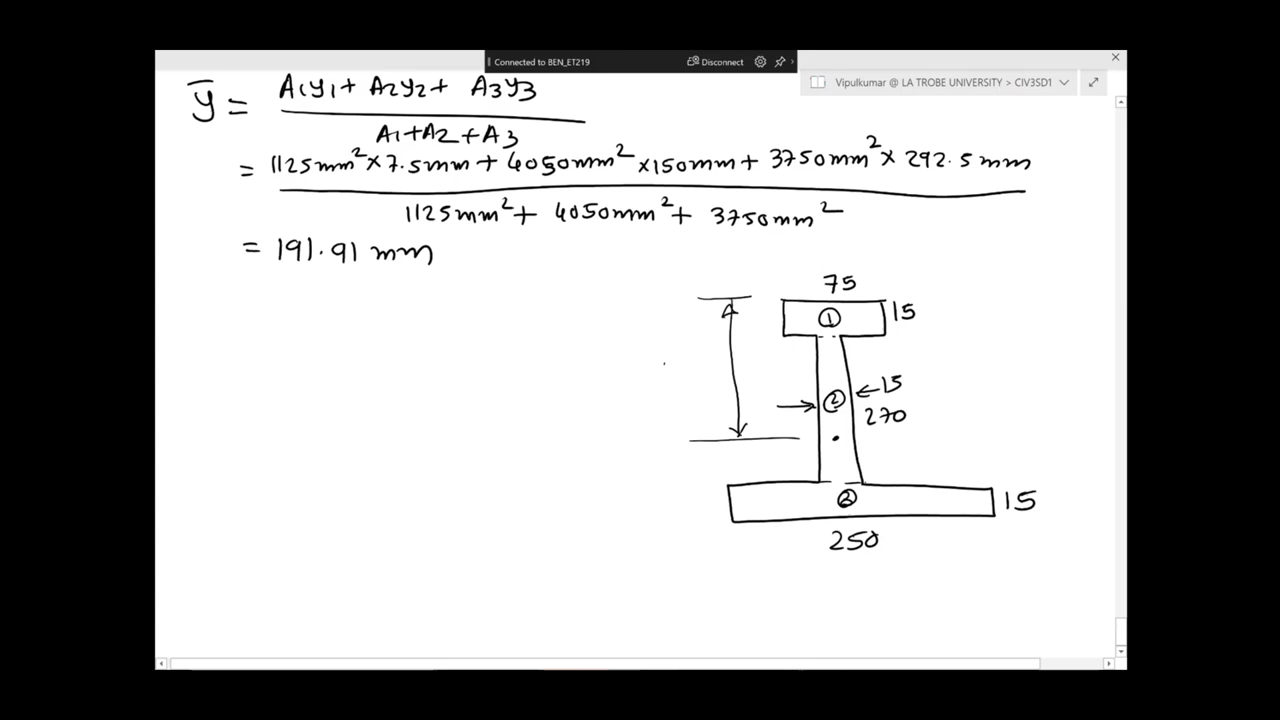 Connected to BEN_ET219
Disconnect
Vipulkumar @ LA TROBE UNIVERSITY > CIV3SD1
ȳ = A1y1 + A2y2 + A3y3
A1+A2+A3
= 1125mm² × 7.5mm + 4050mm² × 150mm + 3750mm² × 292.5mm
1125mm² + 4050mm² + 3750mm²
= 191.91 mm
75
① 15
② 15
270
② 15
250